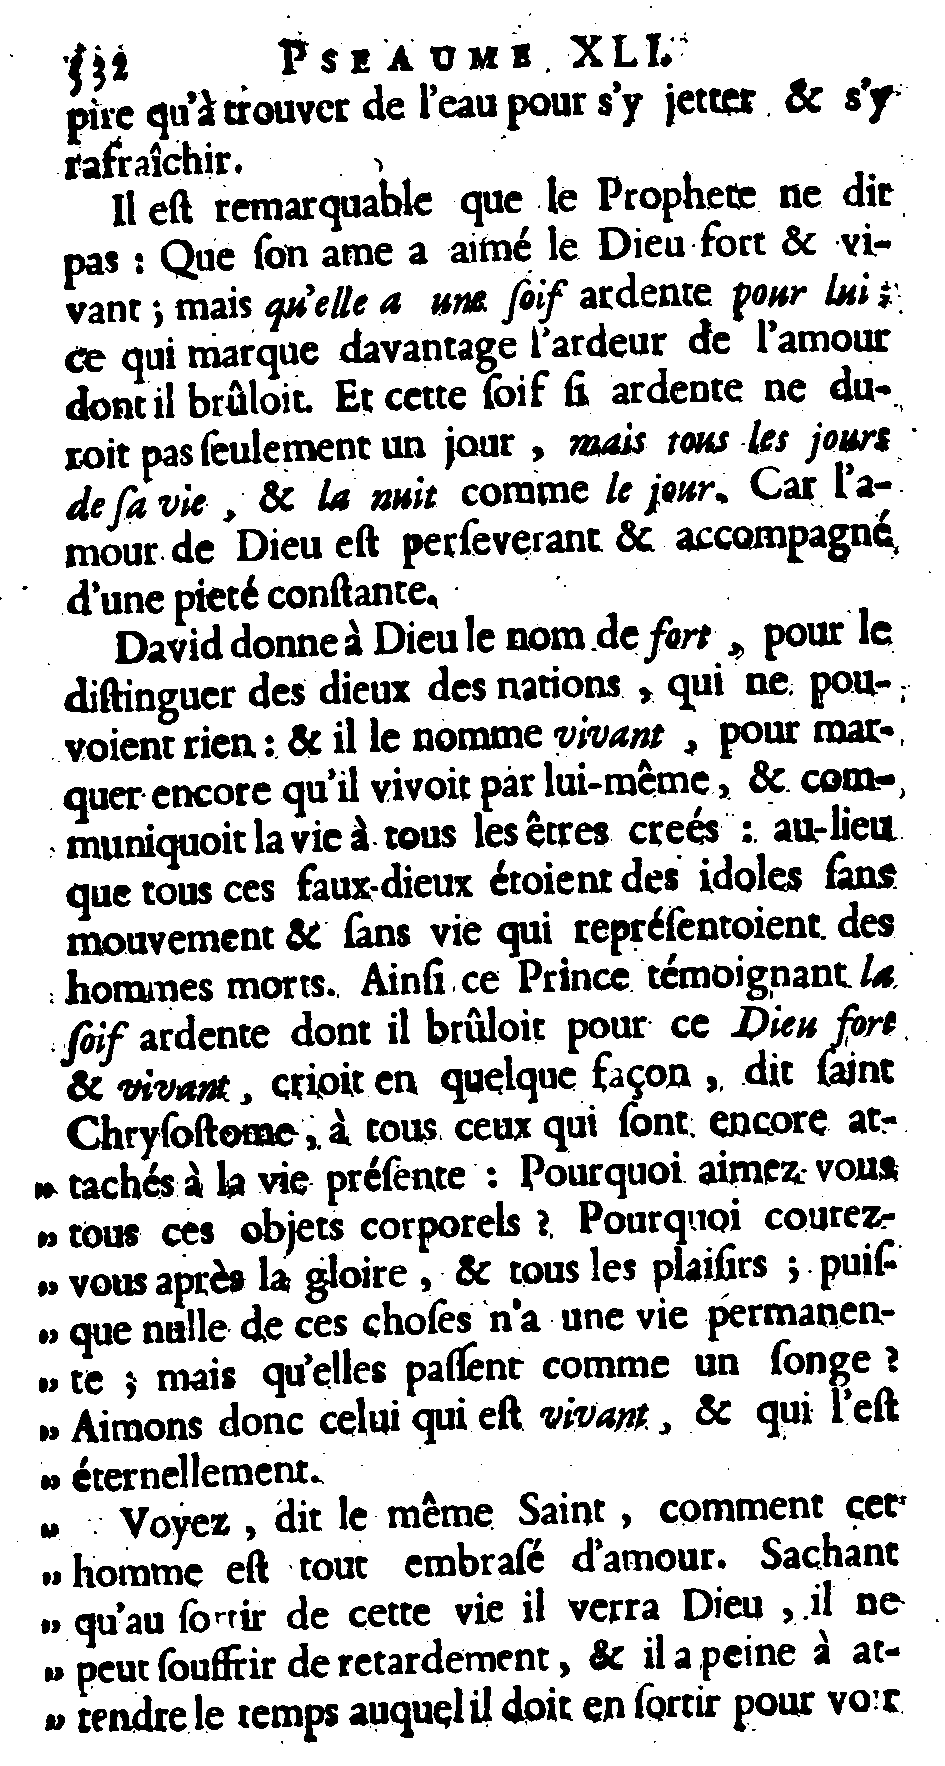 532 PSEAUME XLI.
pire qu'à trouver de l'eau pour s'y jetter & s'y
rafraîchir.
Il eſt remarquable que le Prophete ne dit
pas : Que ſon ame a aimé le Dieu fort & vi-
vant ; mais qu'elle a une ſoif ardente pour lui ;
ce qui marque davantage l'ardeur de l'amour
dont il brûloit. Et cette ſoif ſi ardente ne du-
roit pas ſeulement un jour , mais tous les jours
de ſa vie , & la nuit comme le jour. Car l'a-
mour de Dieu eſt perſeverant & accompagné
d'une pieté conſtante.
David donne à Dieu le nom de fort , pour le
diſtinguer des dieux des nations , qui ne pou-
voient rien : & il le nomme vivant , pour mar-
quer encore qu'il vivoit par lui-même , & com-
muniquoit la vie à tous les êtres creés : au-lieu
que tous ces faux-dieux étoient des idoles ſans
mouvement & ſans vie qui repréſentoient des
hommes morts. Ainſi ce Prince témoignant la
ſoif ardente dont il brûloit pour ce Dieu fort
& vivant , crioit en quelque façon , dit ſaint
Chryſoſtome , à tous ceux qui ſont encore at-
» tachés à la vie préſente : Pourquoi aimez-vous
» tous ces objets corporels ? Pourquoi courez-
» vous après la gloire , & tous les plaiſirs ; puiſ-
» que nulle de ces choſes n'a une vie permanen-
» te ; mais qu'elles paſſent comme un ſonge ?
» Aimons donc celui qui eſt vivant , & qui l'eſt
» éternellement.
» Voyez , dit le même Saint , comment cet
» homme eſt tout embraſé d'amour. Sachant
» qu'au ſortir de cette vie il verra Dieu , il ne
» peut ſouffrir de retardement , & il a peine à at-
» tendre le temps auquel il doit en ſortir pour voir